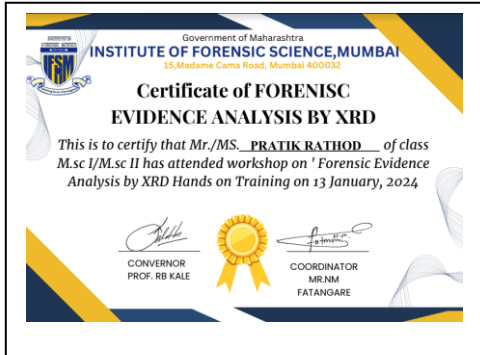 Government of Maharashtra
INSTITUTE OF FORENSIC SCIENCE,MUMBAI
15,Madame Cama Road, Mumbai 400032
IFSM
Certificate of FORENISC
EVIDENCE ANALYSIS BY XRD
This is to certify that Mr./MS. PRATIK RATHOD of class
M.sc I/M.sc II has attended workshop on ' Forensic Evidence
Analysis by XRD Hands on Training on 13 January, 2024
CONVERNOR
PROF. RB KALE
COORDINATOR
MR.NM
FATANGARE